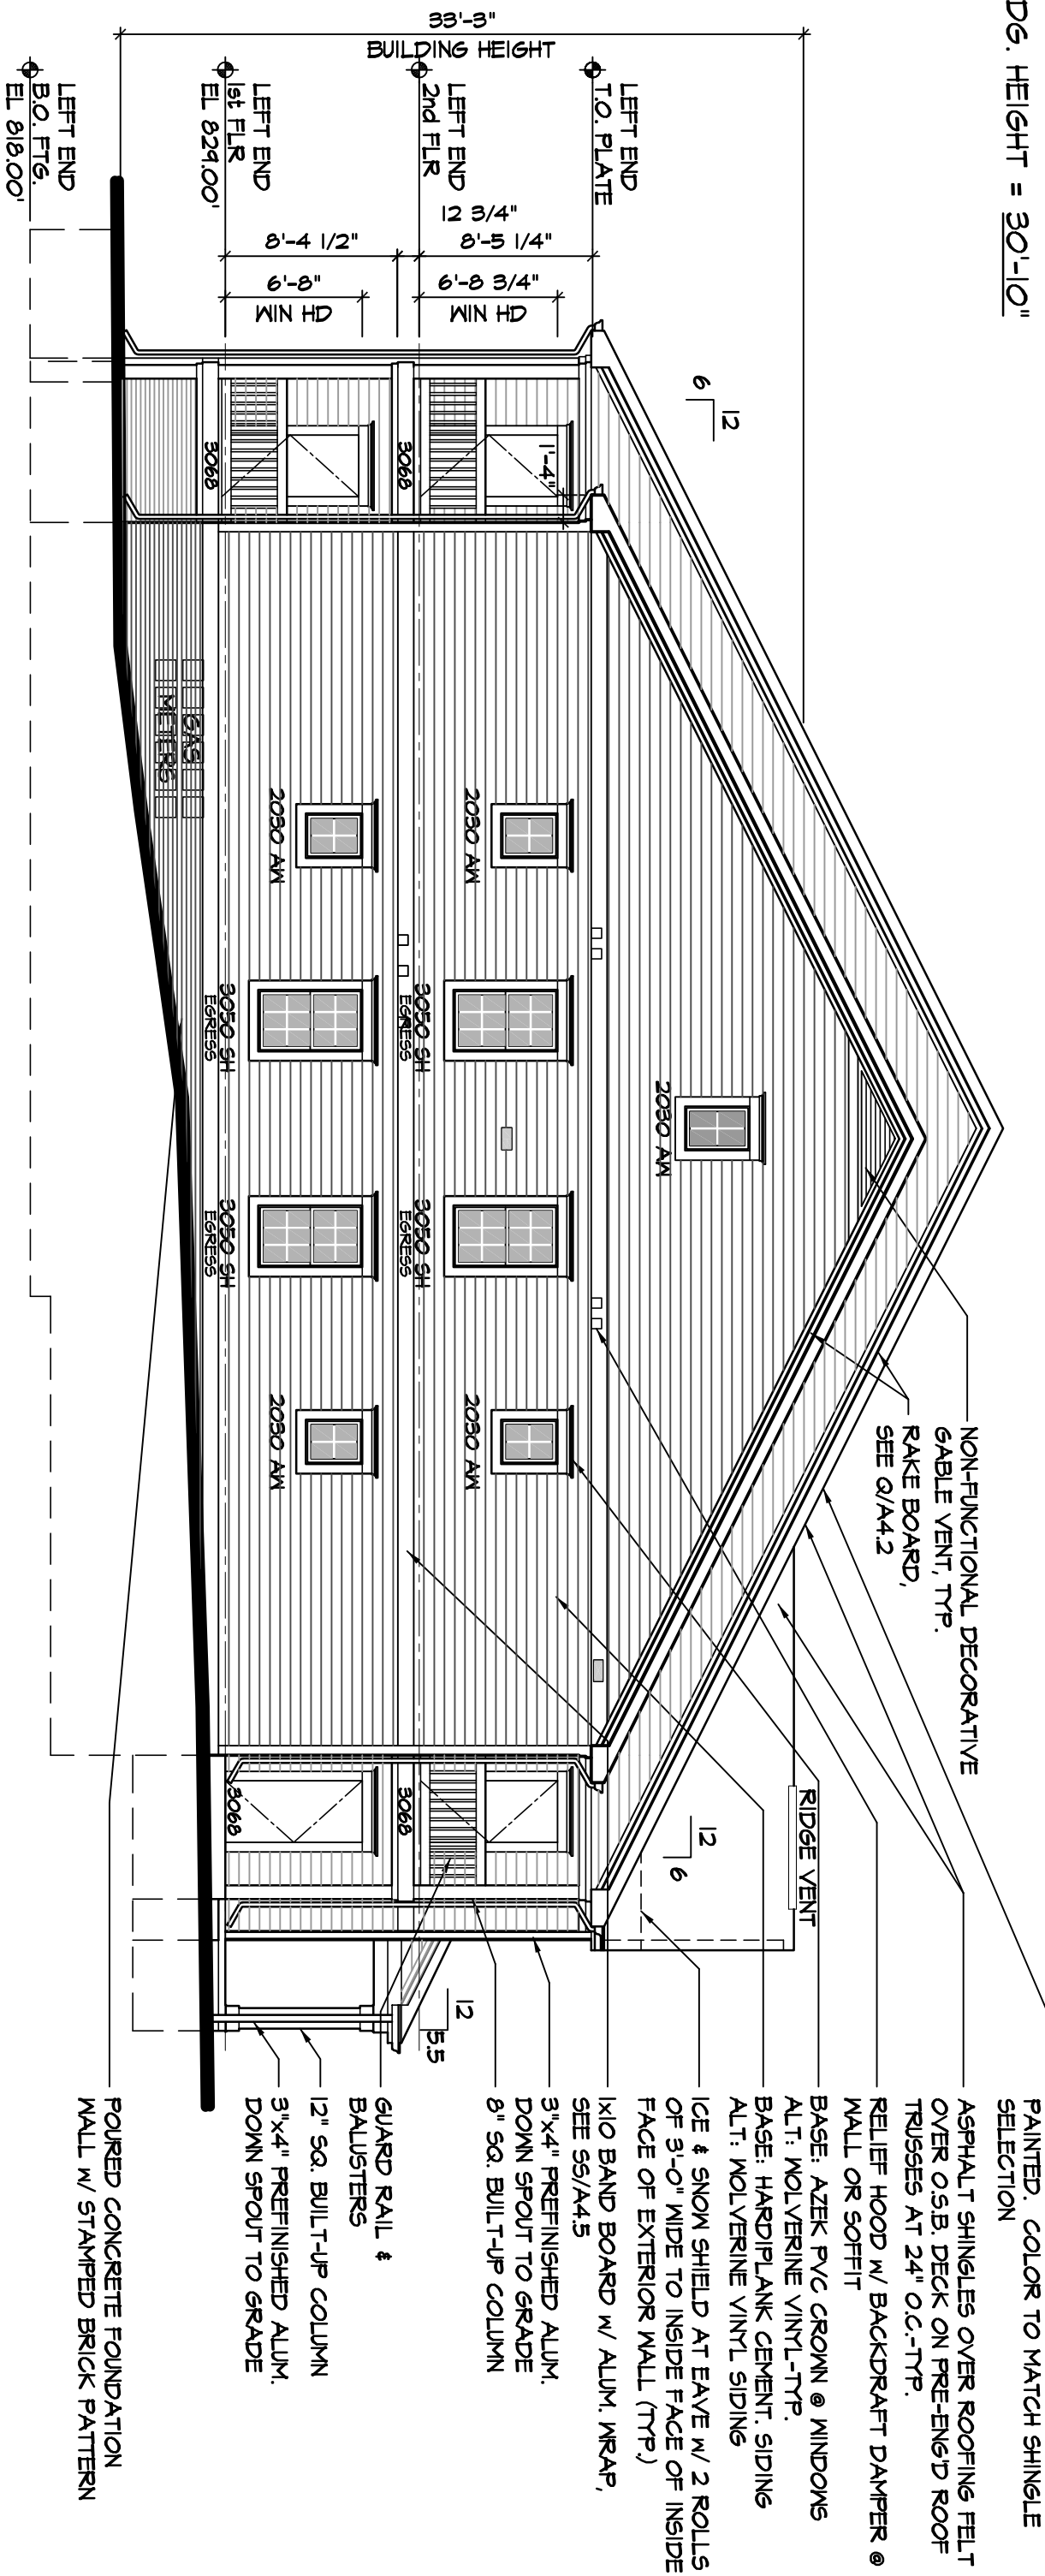 DG. HEIGHT = 30'-10"
PAINTED. COLOR TO MATCH SHINGLE
SELECTION
ASPHALT SHINGLES OVER ROOFING FELT
OVER O.S.B. DECK ON PRE-ENG'D ROOF
TRUSSES AT 24" O.C.-TYP.
RELIEF HOOD W/ BACKDRAFT DAMPER @
WALL OR SOFFIT
BASE: AZEK PVC CROWN @ WINDOWS
ALT: WOLVERINE VINYL-TYP.
BASE: HARDIPLANK CEMENT. SIDING
ALT: WOLVERINE VINYL SIDING
ICE & SNOW SHIELD AT EAVE W/ 2 ROLLS
OF 3'-0" WIDE TO INSIDE FACE OF INSIDE
FACE OF EXTERIOR WALL (TYP.)
1x10 BAND BOARD W/ ALUM. WRAP,
SEE SS/A4.5
3"x4" PREFINISHED ALUM.
DOWN SPOUT TO GRADE
8" SQ. BUILT-UP COLUMN
GUARD RAIL &
BALUSTERS
12" SQ. BUILT-UP COLUMN
3"x4" PREFINISHED ALUM.
DOWN SPOUT TO GRADE
POURED CONCRETE FOUNDATION
WALL W/ STAMPED BRICK PATTERN
NON-FUNCTIONAL DECORATIVE
GABLE VENT, TYP.
RAKE BOARD,
SEE Q/A4.2
RIDGE VENT
12
6
12
6
12
5.5
33'-3"
BUILDING HEIGHT
LEFT END
T.O. PLATE
LEFT END
2nd FLR
LEFT END
1st FLR
EL 829.00'
LEFT END
B.O. FTG.
EL 818.00'
12 3/4"
8'-5 1/4"
8'-4 1/2"
6'-8 3/4"
WIN HD
6'-8"
WIN HD
1'-4"
3068
3068
3068
3068
2030 AW
2030 AW
3050 SH
EGRESS
3050 SH
EGRESS
2030 AW
2030 AW
3050 SH
EGRESS
3050 SH
EGRESS
2030 AW
GAS
METERS